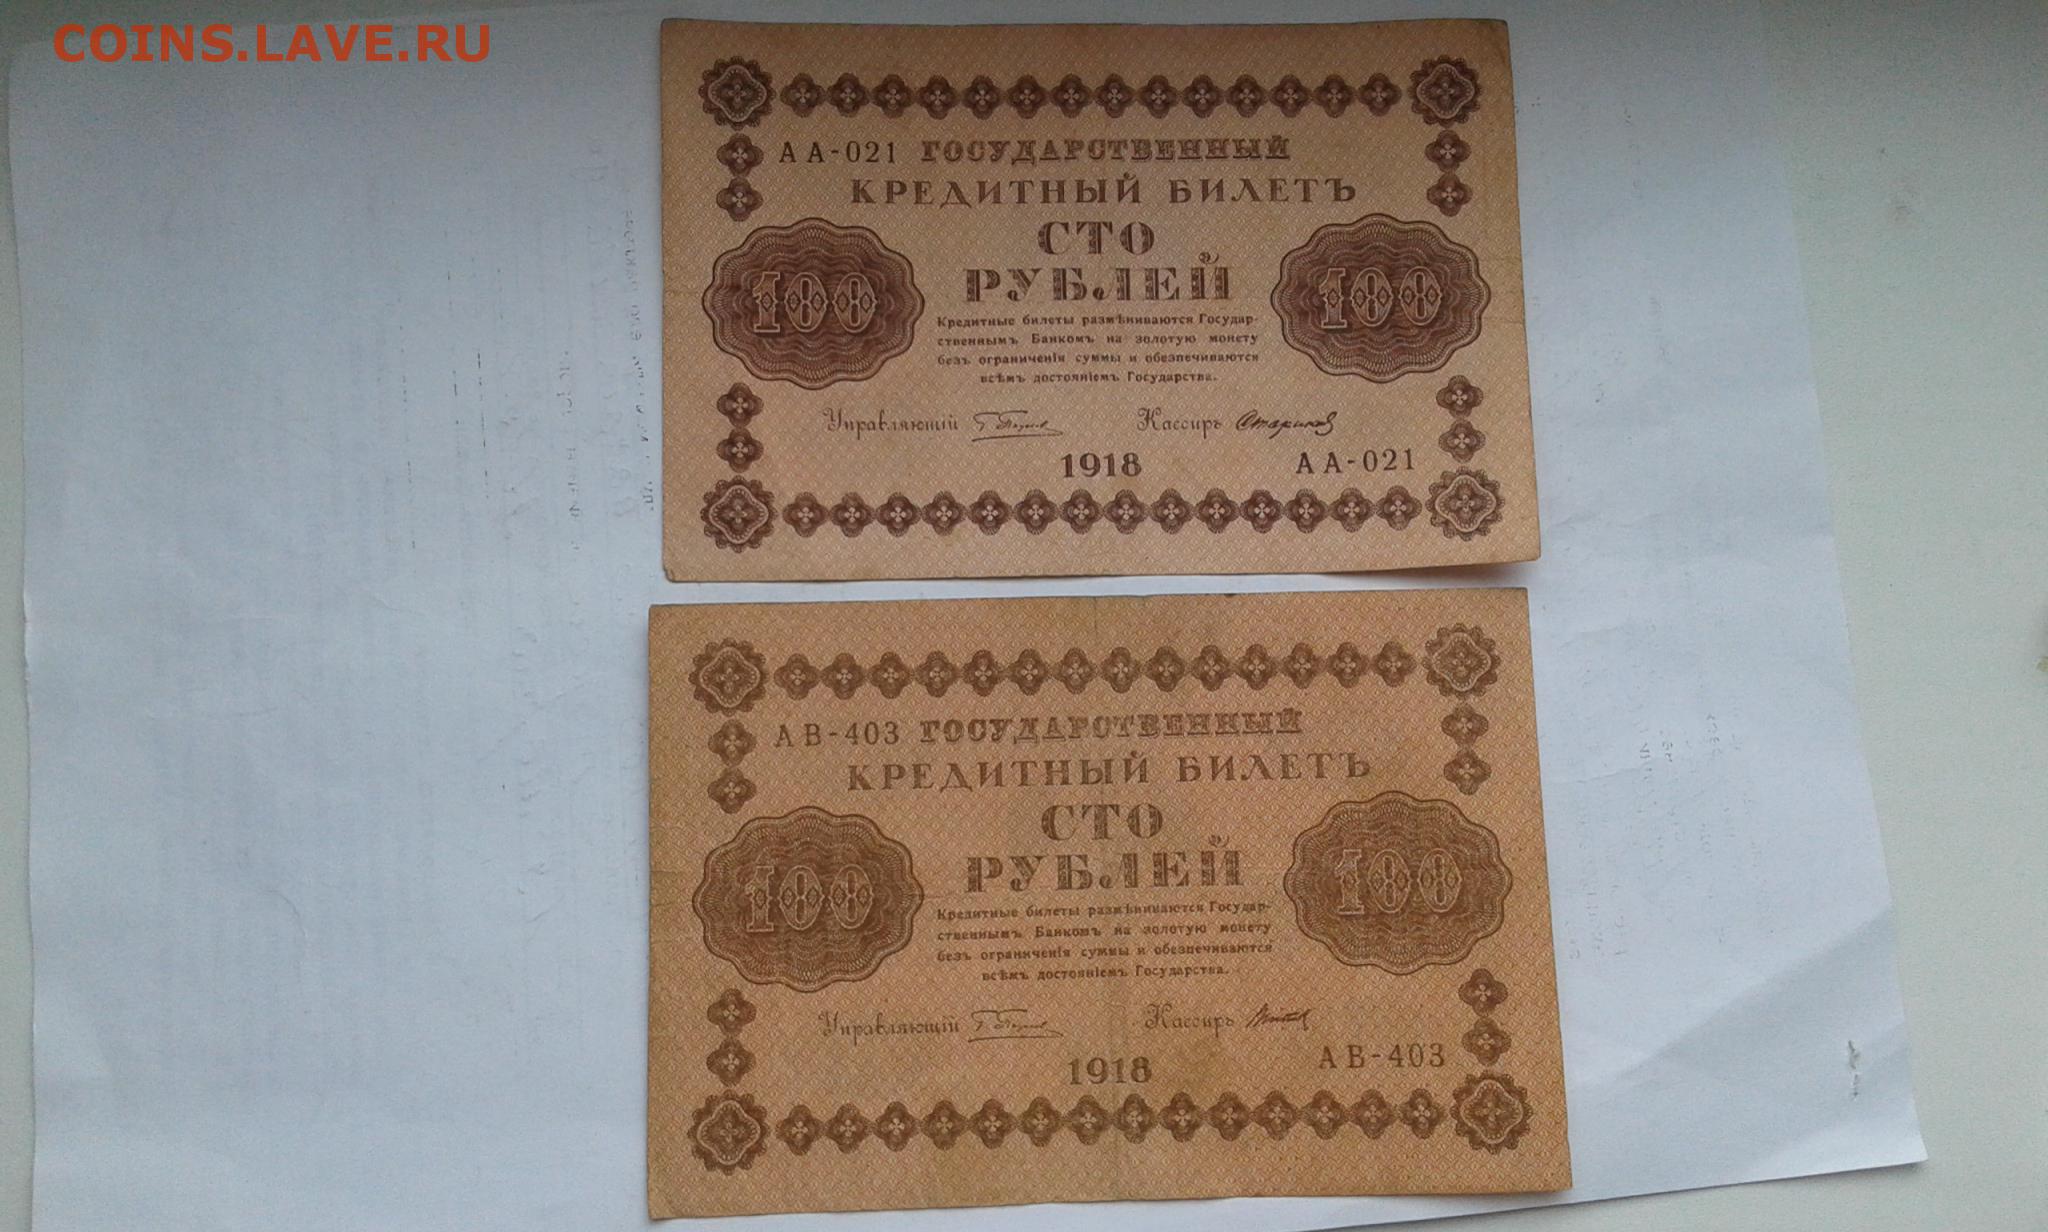 COINS.LAVE.RU
АА-021 ГОСУДАРСТВЕННЫЙ
КРЕДИТНЫЙ БИЛЕТЪ
СТО
РУБЛЕЙ
100
100
Кредитные билеты размѣниваются Государ-
ственнымъ Банкомъ на золотую монету
безъ ограниченія суммы и обезпечиваются
всѣмъ достояніемъ Государства.
Управляющій
Кассиръ
1918
АА-021
АВ-403 ГОСУДАРСТВЕННЫЙ
КРЕДИТНЫЙ БИЛЕТЪ
СТО
РУБЛЕЙ
100
100
Кредитные билеты размѣниваются Государ-
ственнымъ Банкомъ на золотую монету
безъ ограниченія суммы и обезпечиваются
всѣмъ достояніемъ Государства.
Управляющій
Кассиръ
1918
АВ-403